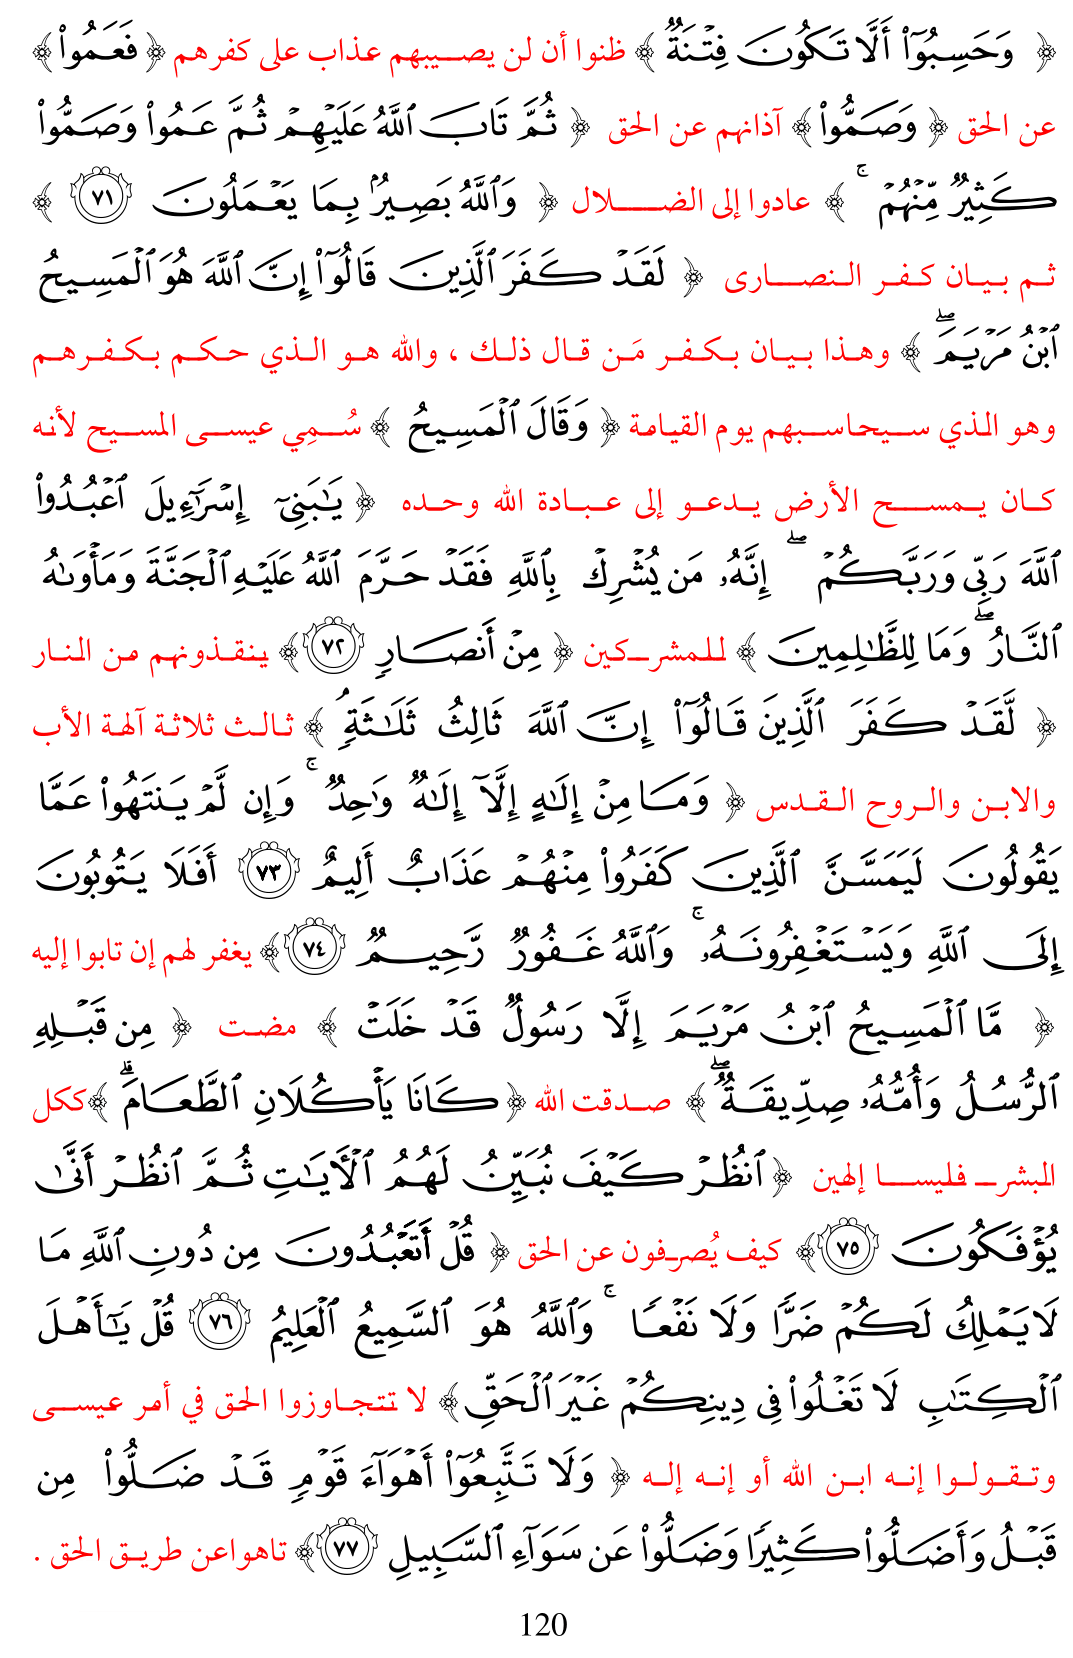 ﴿ وَحَسِبُوٓا۟ أَلَّا تَكُونَ فِتْنَةٌۭ ﴾ ظنوا أن لن يصيبهم عذاب على كفرهم ﴿ فَعَمُوا۟ ﴾
عن الحق ﴿ وَصَمُّوا۟ ﴾ آذانهم عن الحق ﴿ ثُمَّ تَابَ ٱللَّهُ عَلَيْهِمْ ثُمَّ عَمُوا۟ وَصَمُّوا۟
كَثِيرٌۭ مِّنْهُمْ ۚ ﴾ عادوا إلى الضلال ﴿ وَٱللَّهُ بَصِيرٌۢ بِمَا يَعْمَلُونَ ٧١ ﴾
ثم بيان كفر النصارى ﴿ لَقَدْ كَفَرَ ٱلَّذِينَ قَالُوٓا۟ إِنَّ ٱللَّهَ هُوَ ٱلْمَسِيحُ
ٱبْنُ مَرْيَمَ ۖ ﴾ وهذا بيان بكفر مَن قال ذلك ، والله هو الذي حكم بكفرهم
وهو الذي سيحاسبهم يوم القيامة ﴿ وَقَالَ ٱلْمَسِيحُ ﴾ سُمِي عيسى المسيح لأنه
كان يمسح الأرض يدعو إلى عبادة الله وحده ﴿ يَـٰبَنِىٓ إِسْرَٰٓءِيلَ ٱعْبُدُوا۟
ٱللَّهَ رَبِّى وَرَبَّكُمْ ۖ إِنَّهُۥ مَن يُشْرِكْ بِٱللَّهِ فَقَدْ حَرَّمَ ٱللَّهُ عَلَيْهِ ٱلْجَنَّةَ وَمَأْوَىٰهُ
ٱلنَّارُ ۖ وَمَا لِلظَّـٰلِمِينَ ﴾ للمشركين ﴿ مِنْ أَنصَارٍۢ ٧٢ ﴾ ينقذونهم من النار
﴿ لَّقَدْ كَفَرَ ٱلَّذِينَ قَالُوٓا۟ إِنَّ ٱللَّهَ ثَالِثُ ثَلَـٰثَةٍۢ ﴾ ثالث ثلاثة آلهة الأب
والابن والروح القدس ﴿ وَمَا مِنْ إِلَـٰهٍ إِلَّآ إِلَـٰهٌۭ وَٰحِدٌۭ ۚ وَإِن لَّمْ يَنتَهُوا۟ عَمَّا
يَقُولُونَ لَيَمَسَّنَّ ٱلَّذِينَ كَفَرُوا۟ مِنْهُمْ عَذَابٌ أَلِيمٌ ٧٣ أَفَلَا يَتُوبُونَ
إِلَى ٱللَّهِ وَيَسْتَغْفِرُونَهُۥ ۚ وَٱللَّهُ غَفُورٌۭ رَّحِيمٌۭ ٧٤ ﴾ يغفر لهم إن تابوا إليه
﴿ مَّا ٱلْمَسِيحُ ٱبْنُ مَرْيَمَ إِلَّا رَسُولٌۭ قَدْ خَلَتْ ﴾ مضت ﴿ مِن قَبْلِهِ
ٱلرُّسُلُ وَأُمُّهُۥ صِدِّيقَةٌۭ ۖ ﴾ صدقت الله ﴿ كَانَا يَأْكُلَانِ ٱلطَّعَامَ ۗ ﴾ ككل
البشر فليسا إلهين ﴿ ٱنظُرْ كَيْفَ نُبَيِّنُ لَهُمُ ٱلْـَٔايَـٰتِ ثُمَّ ٱنظُرْ أَنَّىٰ
يُؤْفَكُونَ ٧٥ ﴾ كيف يُصرفون عن الحق ﴿ قُلْ أَتَعْبُدُونَ مِن دُونِ ٱللَّهِ مَا
لَا يَمْلِكُ لَكُمْ ضَرًّۭا وَلَا نَفْعًۭا ۚ وَٱللَّهُ هُوَ ٱلسَّمِيعُ ٱلْعَلِيمُ ٧٦ قُلْ يَـٰٓأَهْلَ
ٱلْكِتَـٰبِ لَا تَغْلُوا۟ فِى دِينِكُمْ غَيْرَ ٱلْحَقِّ ﴾ لا تتجاوزوا الحق في أمر عيسى
وتقولوا إنه ابن الله أو إنه إله ﴿ وَلَا تَتَّبِعُوٓا۟ أَهْوَآءَ قَوْمٍۢ قَدْ ضَلُّوا۟ مِن
قَبْلُ وَأَضَلُّوا۟ كَثِيرًۭا وَضَلُّوا۟ عَن سَوَآءِ ٱلسَّبِيلِ ٧٧ ﴾ تاهوا عن طريق الحق .
120